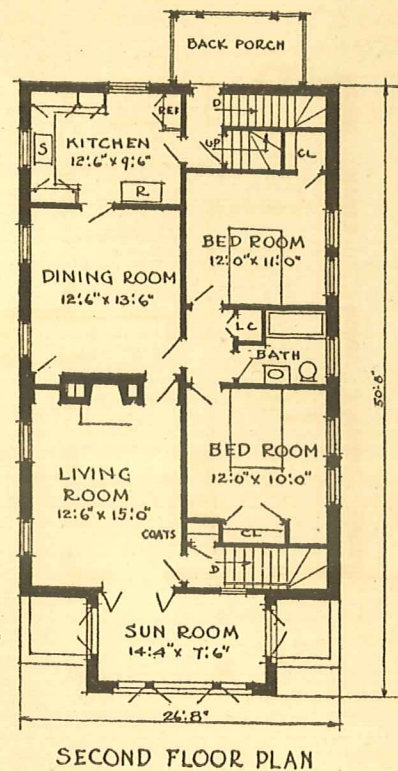 BACK PORCH
D
REF
S
KITCHEN
12'6" X 9'6"
UP
CL
R
BED ROOM
12'0" X 11'0"
DINING ROOM
12'6" X 13'6"
LC
BATH
50'8"
BED ROOM
12'0" X 10'0"
LIVING
ROOM
12'6" X 15'0"
COATS
CL
D
SUN ROOM
14'4" X 7'6"
26'8"
SECOND FLOOR PLAN